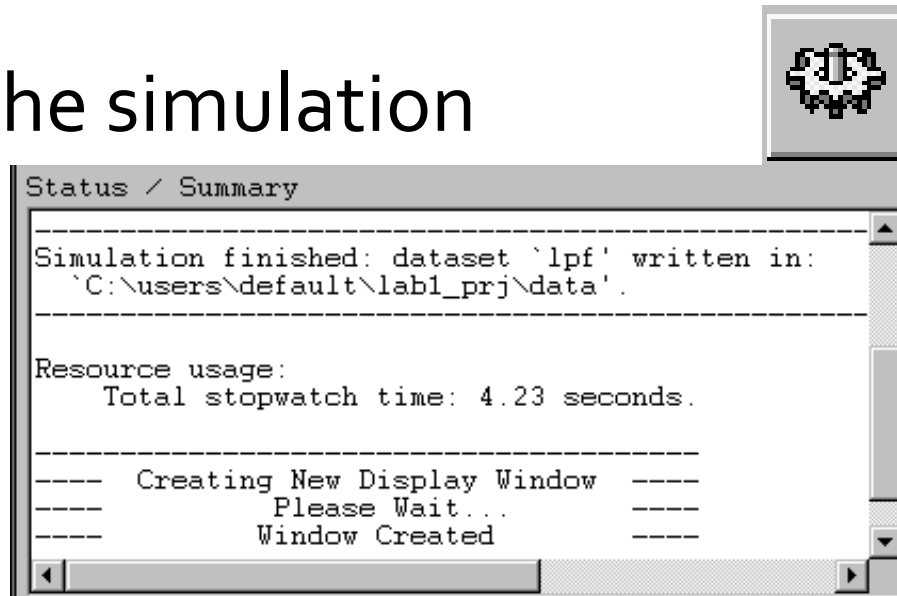 he simulation
Status / Summary
--------------------------------------------------
Simulation finished: dataset `lpf' written in:
`C:\users\default\lab1_prj\data'.
--------------------------------------------------
Resource usage:
Total stopwatch time: 4.23 seconds.
----------------------------------------
---- Creating New Display Window ----
---- Please Wait... ----
---- Window Created ----